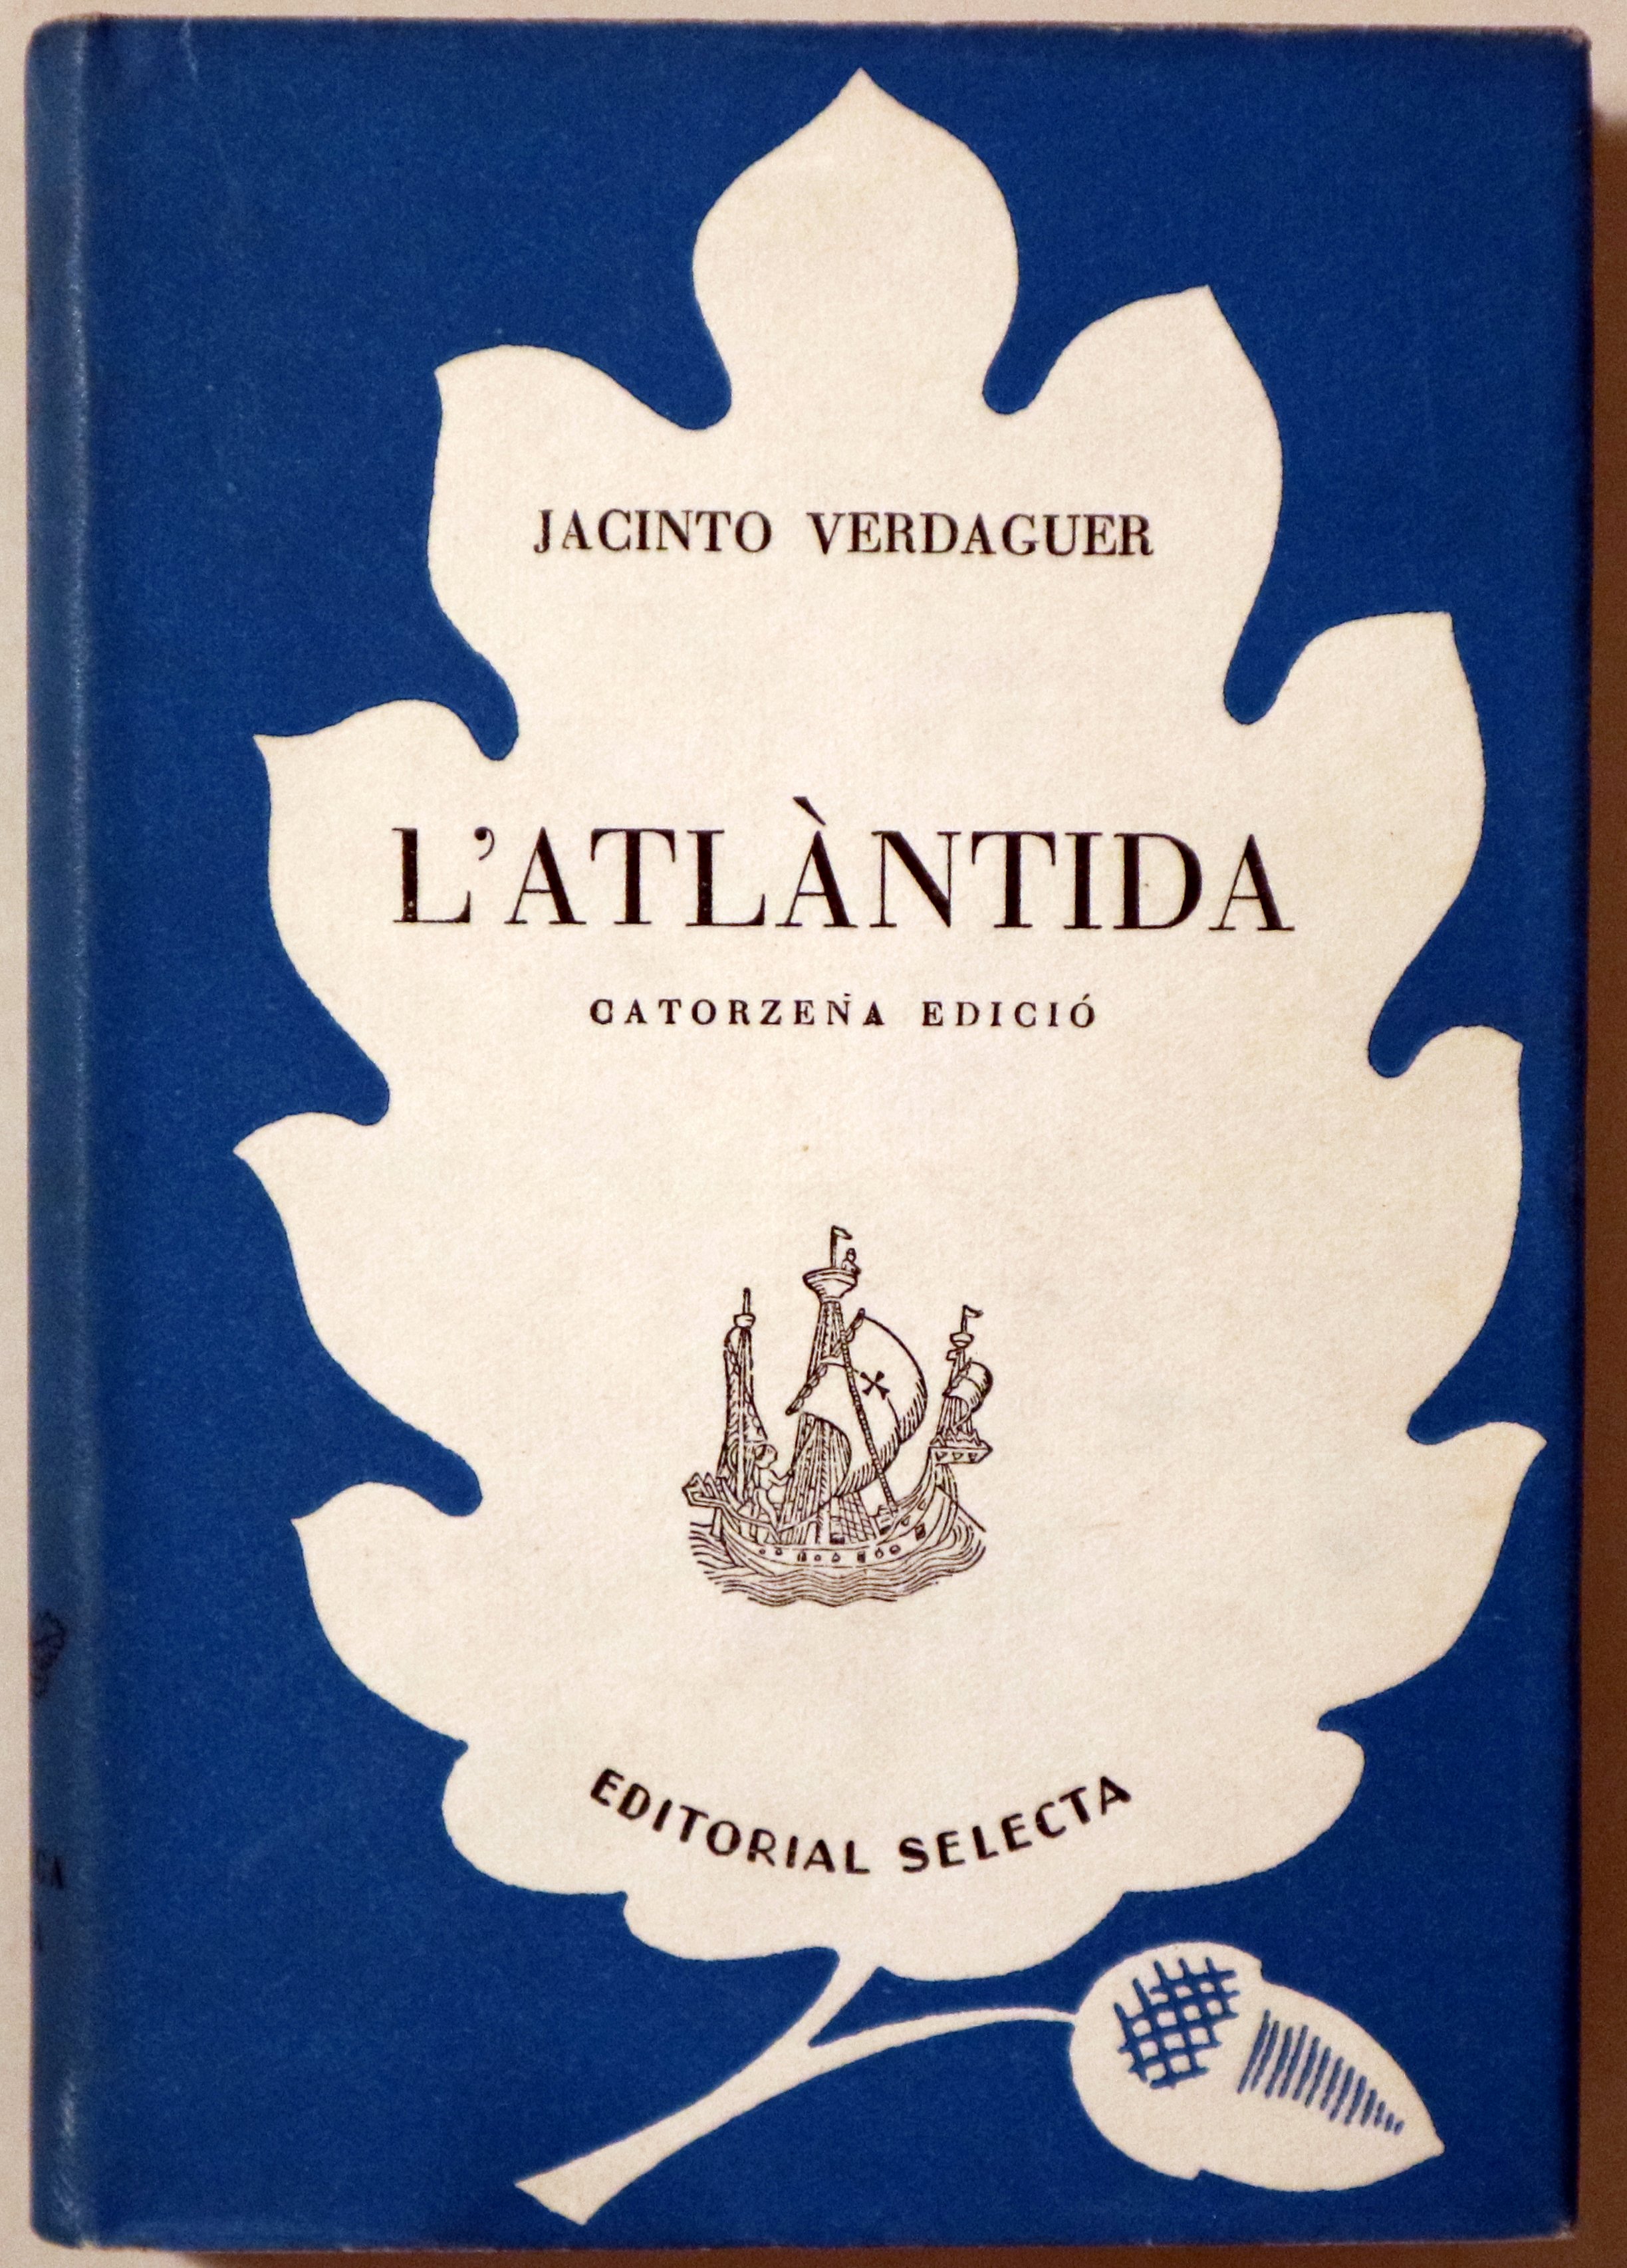 JACINTO VERDAGUER
L'ATLÀNTIDA
CATORZENA EDICIÓ
EDITORIAL SELECTA